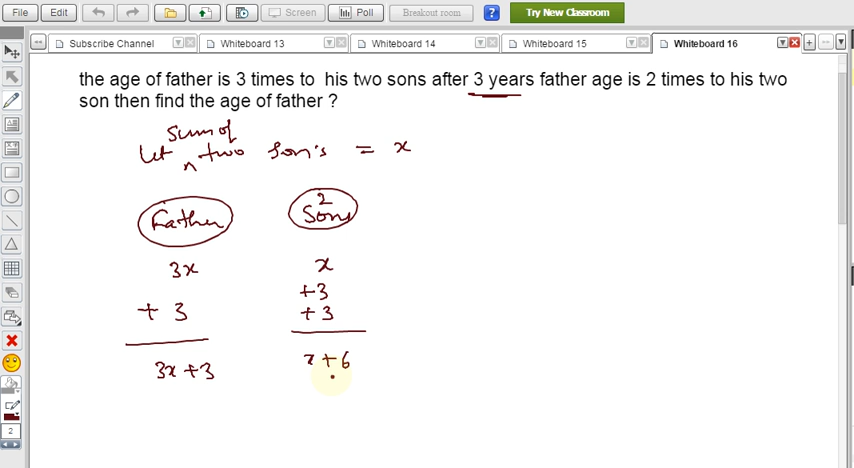 File Edit Screen Poll Breakout room ? Try New Classroom
Subscribe Channel Whiteboard 13 Whiteboard 14 Whiteboard 15 Whiteboard 16
the age of father is 3 times to his two sons after 3 years father age is 2 times to his two
son then find the age of father ?
sum of
Let ^ two son's = x
Father 2 Sons
3x x
+3
+ 3 + 3
3x + 3 x + 6
2